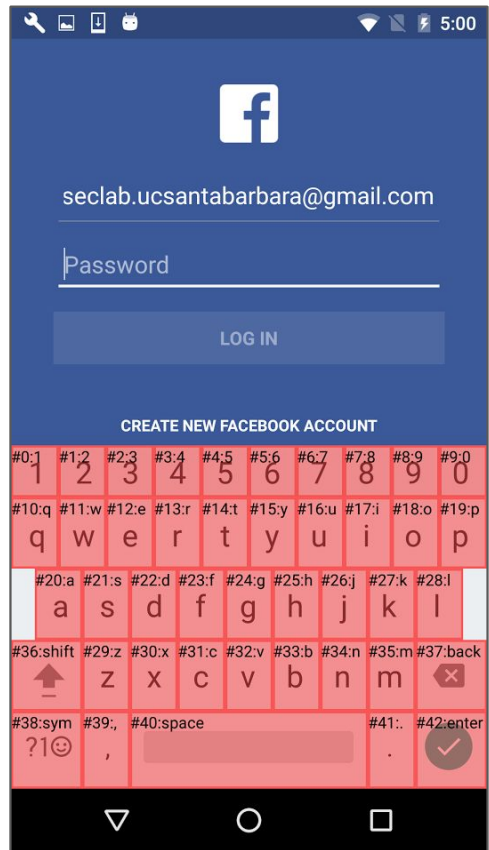 5:00
f
seclab.ucsantabarbara@gmail.com
Password
LOG IN
CREATE NEW FACEBOOK ACCOUNT
#0:1 #1:2 #2:3 #3:4 #4:5 #5:6 #6:7 #7:8 #8:9 #9:0
1 2 3 4 5 6 7 8 9 0
#10:q #11:w #12:e #13:r #14:t #15:y #16:u #17:i #18:o #19:p
q w e r t y u i o p
#20:a #21:s #22:d #23:f #24:g #25:h #26:j #27:k #28:l
a s d f g h j k l
#36:shift #29:z #30:x #31:c #32:v #33:b #34:n #35:m #37:back
z x c v b n m
#38:sym #39:, #40:space #41:. #42:enter
?1☺ , .